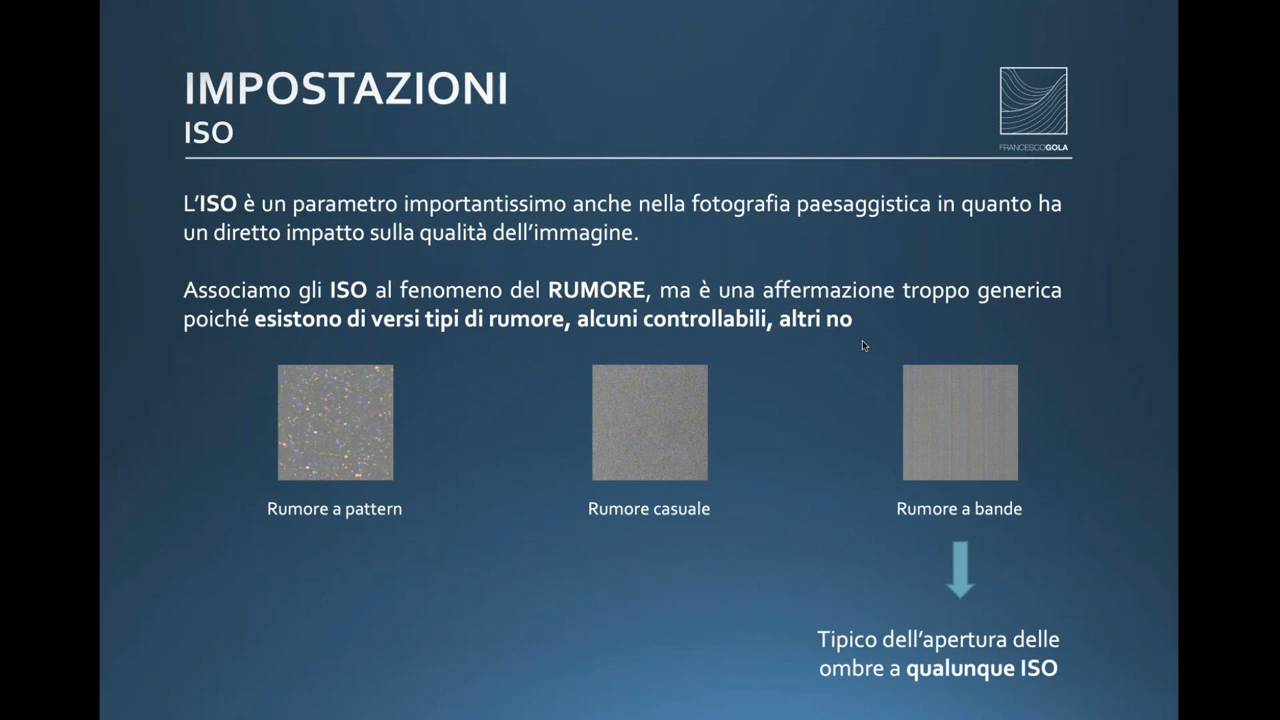 IMPOSTAZIONI
ISO
FRANCESCOGOLA
L'ISO è un parametro importantissimo anche nella fotografia paesaggistica in quanto ha
un diretto impatto sulla qualità dell'immagine.
Associamo gli ISO al fenomeno del RUMORE, ma è una affermazione troppo generica
poiché esistono di versi tipi di rumore, alcuni controllabili, altri no
Rumore a pattern
Rumore casuale
Rumore a bande
Tipico dell'apertura delle
ombre a qualunque ISO